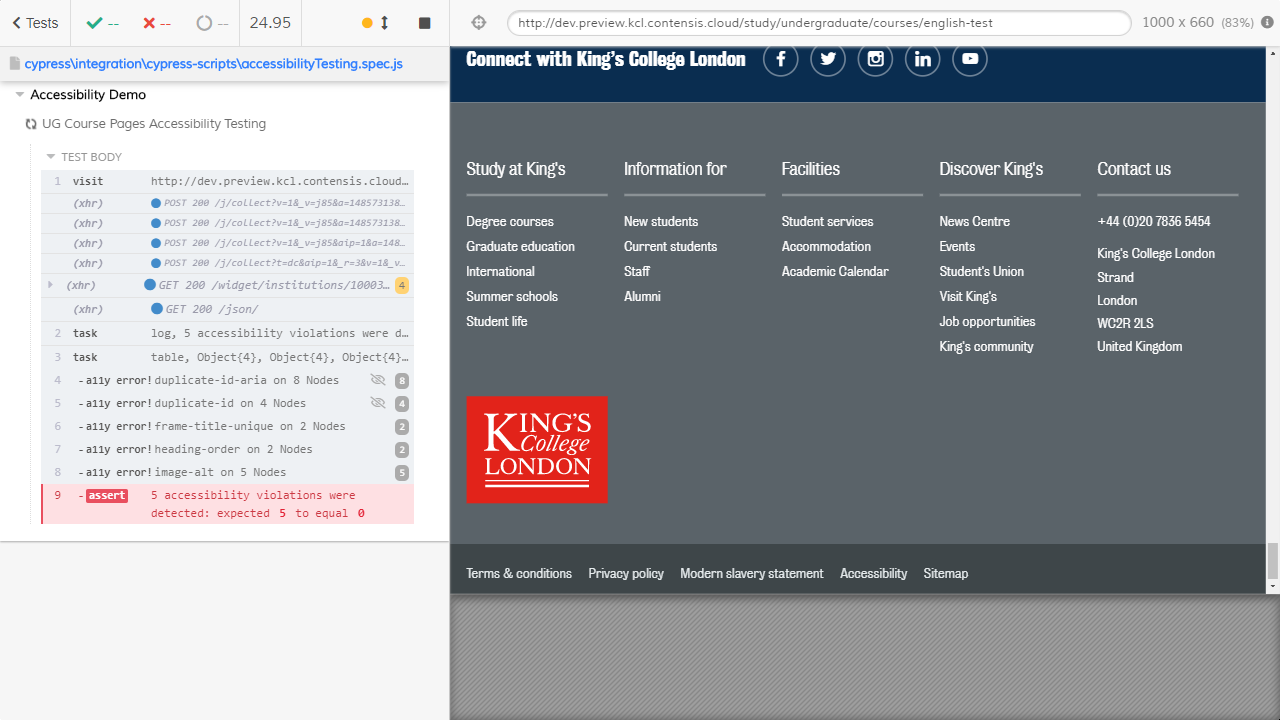 Tests
--
--
--
24.95
http://dev.preview.kcl.contensis.cloud/study/undergraduate/courses/english-test
1000 x 660 (83%)
cypress\integration\cypress-scripts\accessibilityTesting.spec.js
Accessibility Demo
UG Course Pages Accessibility Testing
TEST BODY
1 visit http://dev.preview.kcl.contensis.cloud…
(xhr) POST 200 /j/collect?v=1&_v=j85&a=148573138…
(xhr) POST 200 /j/collect?v=1&_v=j85&a=148573138…
(xhr) POST 200 /j/collect?v=1&_v=j85&aip=1&a=148…
(xhr) POST 200 /j/collect?t=dc&aip=1&_r=3&v=1&_v…
(xhr) GET 200 /widget/institutions/10003… 4
(xhr) GET 200 /json/
2 task log, 5 accessibility violations were d…
3 task table, Object{4}, Object{4}, Object{4}…
4 -a11y error! duplicate-id-aria on 8 Nodes 8
5 -a11y error! duplicate-id on 4 Nodes 4
6 -a11y error! frame-title-unique on 2 Nodes 2
7 -a11y error! heading-order on 2 Nodes 2
8 -a11y error! image-alt on 5 Nodes 5
9 -assert 5 accessibility violations were
detected: expected 5 to equal 0
Connect with King's College London
Study at King's
Degree courses
Graduate education
International
Summer schools
Student life
Information for
New students
Current students
Staff
Alumni
Facilities
Student services
Accommodation
Academic Calendar
Discover King's
News Centre
Events
Student's Union
Visit King's
Job opportunities
King's community
Contact us
+44 (0)20 7836 5454
King's College London
Strand
London
WC2R 2LS
United Kingdom
KING'S
College
LONDON
Terms & conditions Privacy policy Modern slavery statement Accessibility Sitemap